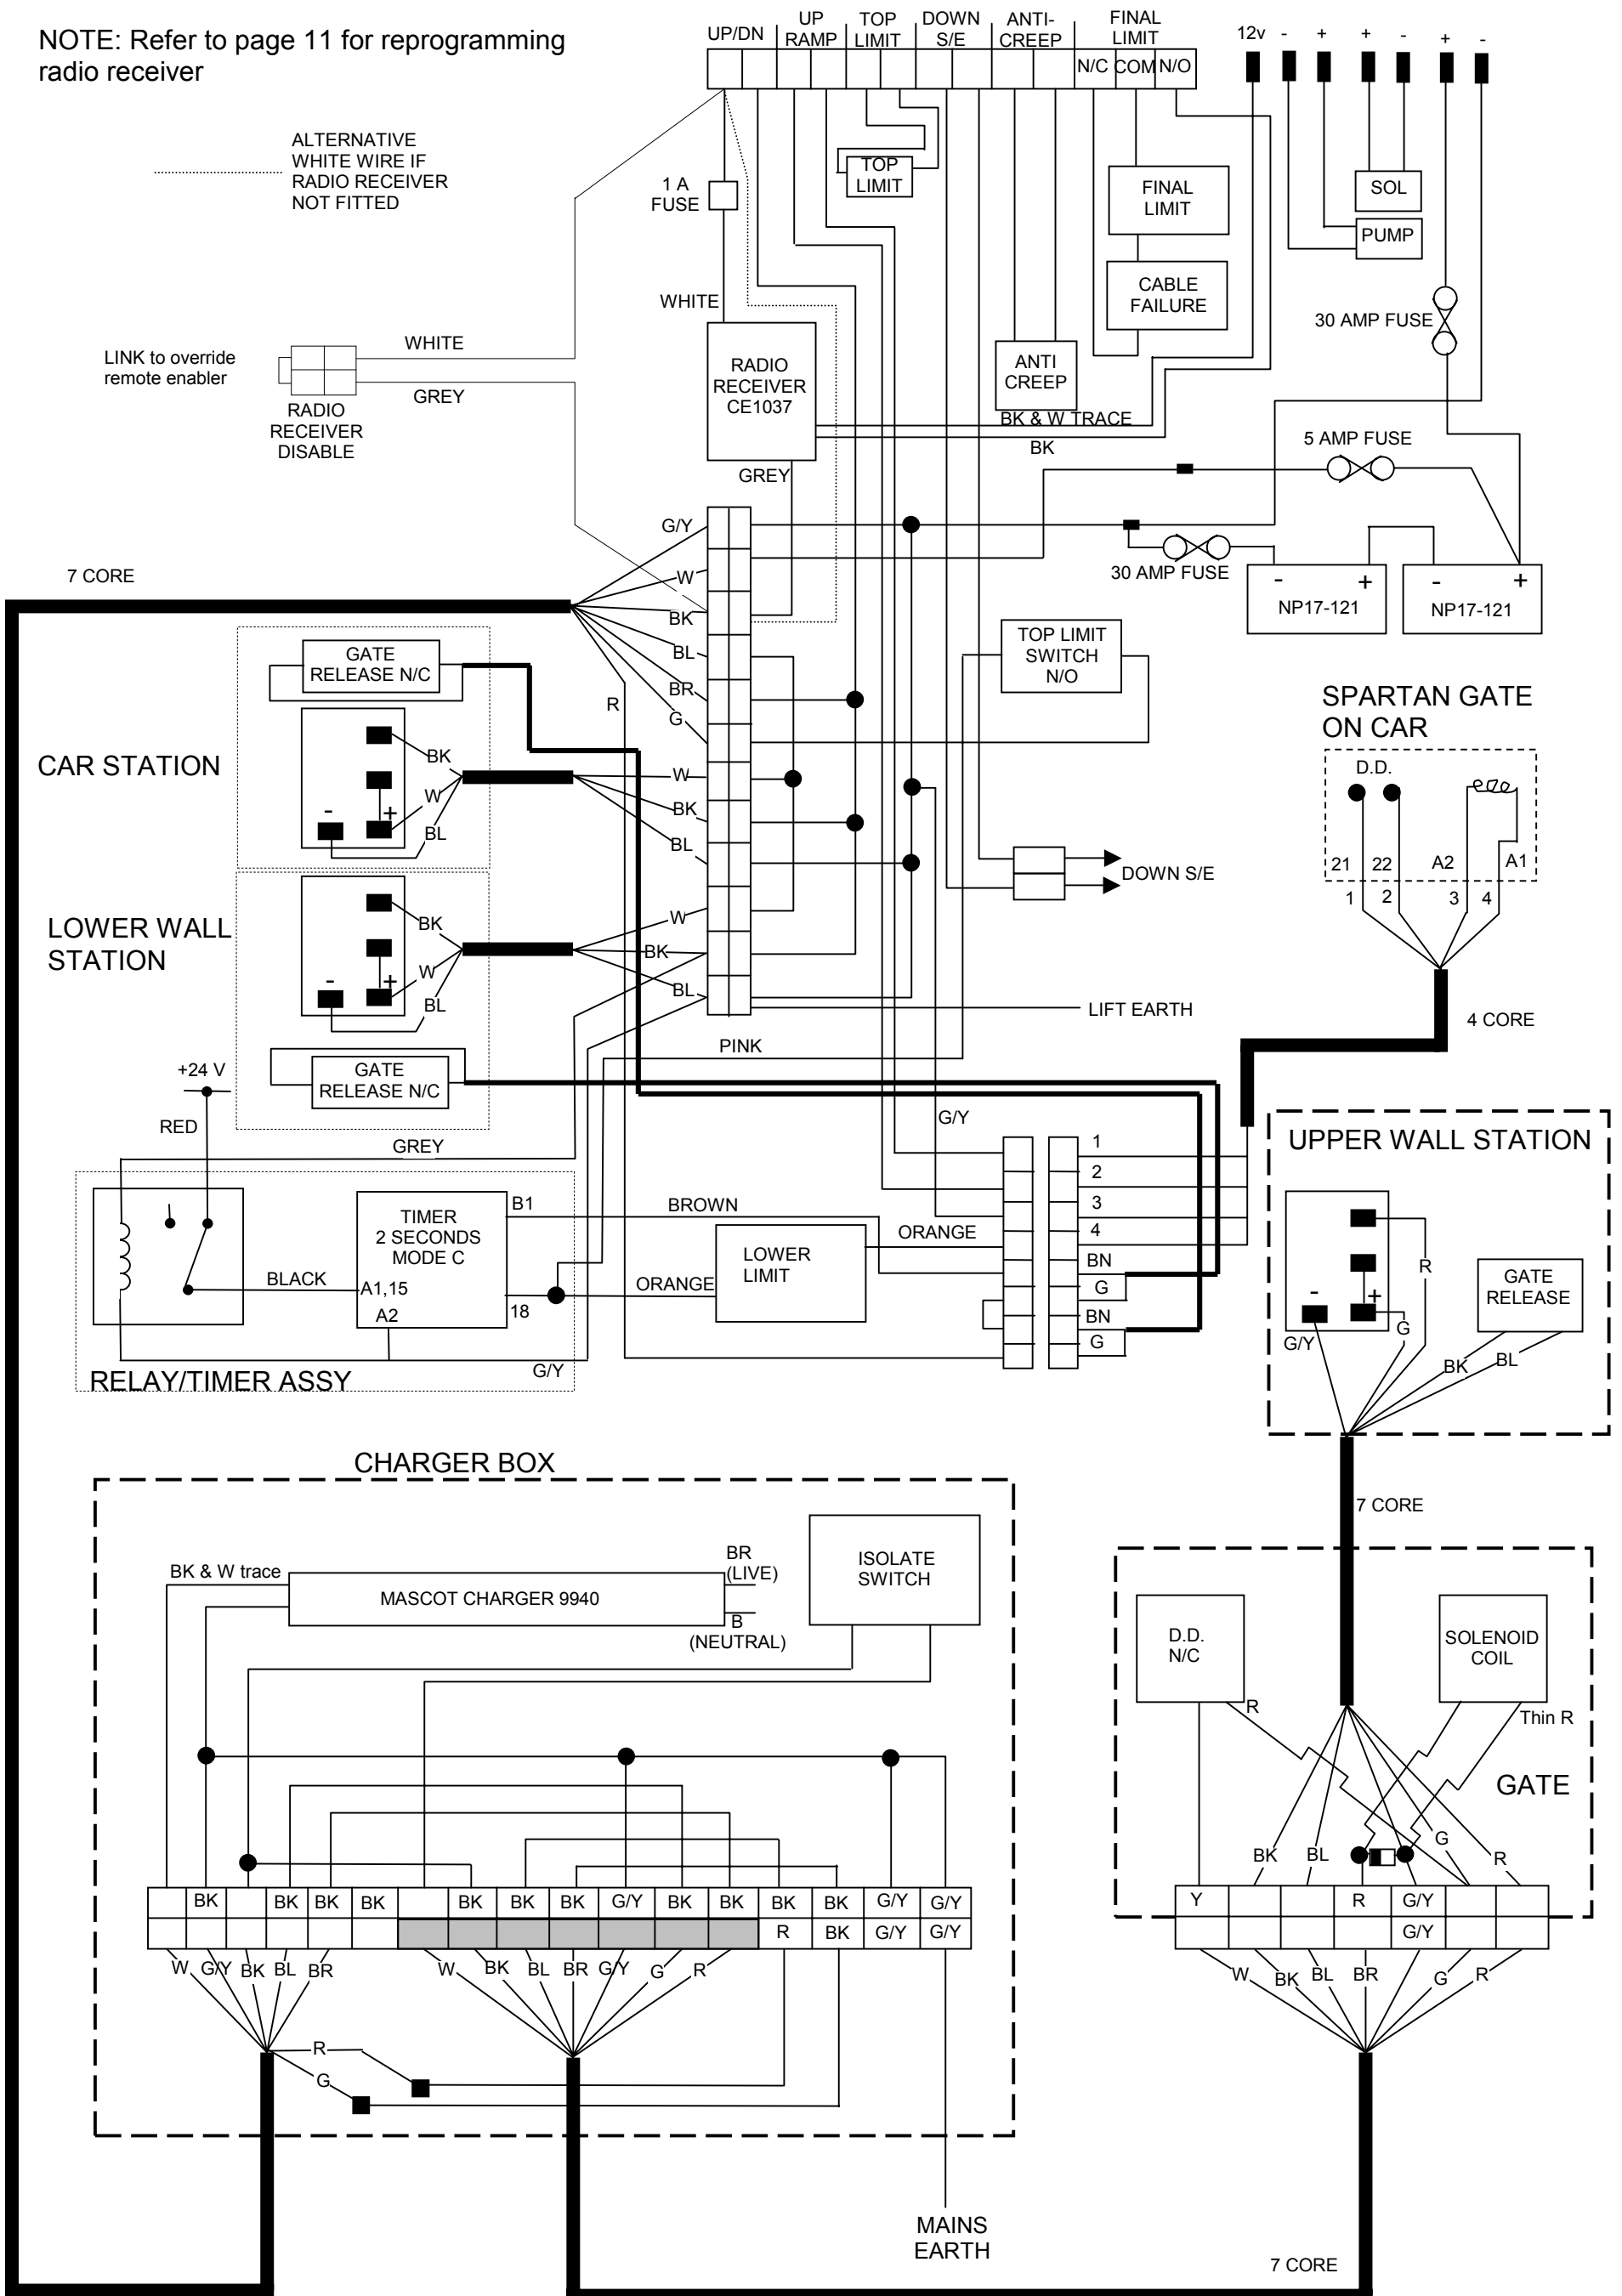 NOTE: Refer to page 11 for reprogramming
radio receiver
UP/DN
UP
RAMP
TOP
LIMIT
DOWN
S/E
ANTI-
CREEP
FINAL
LIMIT
N/C
COM
N/O
12v - + + - + -
ALTERNATIVE
WHITE WIRE IF
RADIO RECEIVER
NOT FITTED
1 A
FUSE
TOP
LIMIT
FINAL
LIMIT
SOL
PUMP
CABLE
FAILURE
30 AMP FUSE
WHITE
LINK to override
remote enabler
WHITE
GREY
RADIO
RECEIVER
DISABLE
RADIO
RECEIVER
CE1037
ANTI
CREEP
BK & W TRACE
BK
GREY
5 AMP FUSE
30 AMP FUSE
- +
NP17-121
- +
NP17-121
7 CORE
G/Y
W
BK
BL
BR
G
R
TOP LIMIT
SWITCH
N/O
GATE
RELEASE N/C
CAR STATION
BK
W
- +
BL
W
BK
BL
SPARTAN GATE
ON CAR
D.D.
21 22 A2 A1
1 2 3 4
4 CORE
DOWN S/E
LOWER WALL
STATION
BK
W
- +
BL
W
BK
BL
LIFT EARTH
GATE
RELEASE N/C
PINK
+24 V
RED
GREY
G/Y
TIMER
2 SECONDS
MODE C
A1,15
A2
B1
18
BLACK
BROWN
ORANGE
LOWER
LIMIT
ORANGE
G/Y
RELAY/TIMER ASSY
1
2
3
4
BN
G
BN
G
UPPER WALL STATION
- +
R
G
G/Y
GATE
RELEASE
BK
BL
7 CORE
CHARGER BOX
BK & W trace
MASCOT CHARGER 9940
BR
(LIVE)
B
(NEUTRAL)
ISOLATE
SWITCH
BK BK BK BK BK BK BK G/Y BK BK BK BK G/Y G/Y
R BK G/Y G/Y
W G/Y BK BL BR
W BK BL BR G/Y G R
R
G
MAINS
EARTH
D.D.
N/C
R
SOLENOID
COIL
Thin R
GATE
BK BL G R
Y R G/Y
G/Y
W BK BL BR G R
7 CORE